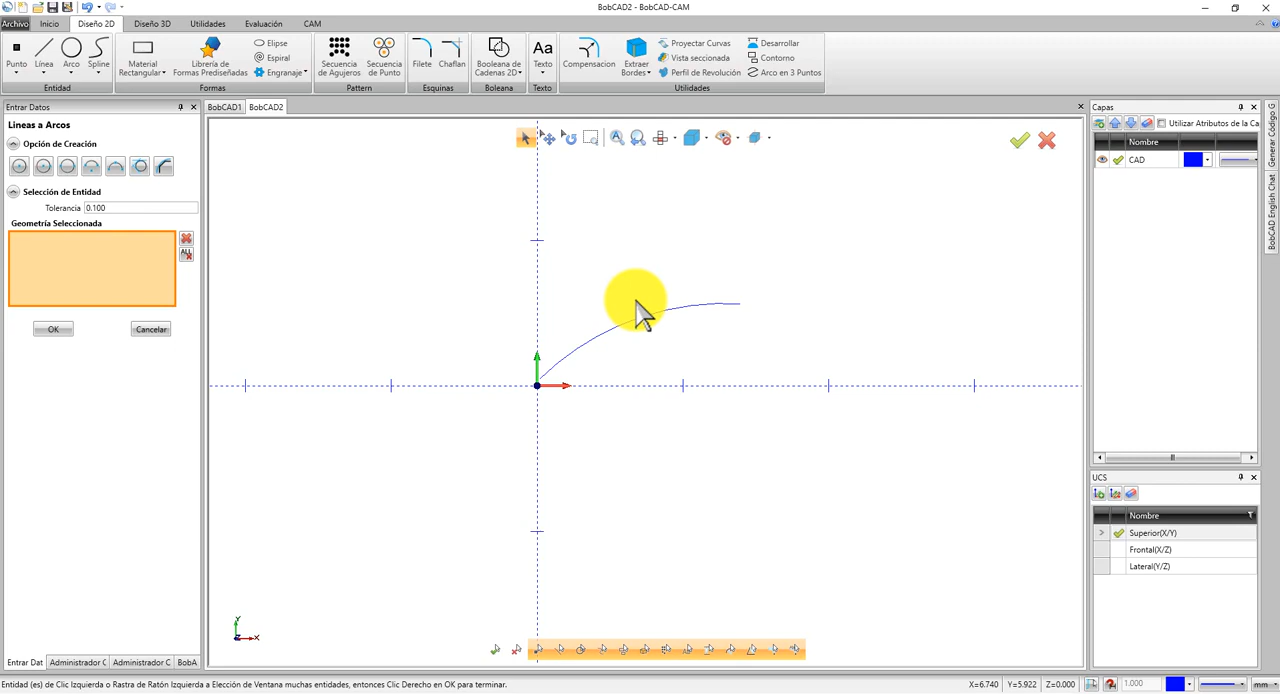 BobCAD2 - BobCAD-CAM
Archivo Inicio Diseño 2D Diseño 3D Utilidades Evaluación CAM
Punto Línea Arco Spline
Entidad
Material Rectangular
Librería de Formas Prediseñadas
Elipse
Espiral
Engranaje
Formas
Secuencia de Agujeros
Secuencia de Punto
Pattern
Filete Chaflan
Esquinas
Booleana de Cadenas 2D
Boleana
Aa
Texto
Texto
Compensacion
Extraer Bordes
Proyectar Curvas
Vista seccionada
Perfil de Revolución
Desarrollar
Contorno
Arco en 3 Puntos
Utilidades
Entrar Datos
Lineas a Arcos
Opción de Creación
Selección de Entidad
Tolerancia 0.100
Geometría Seleccionada
ALL
OK Cancelar
Entrar Dat Administrador C Administrador C BobA
BobCAD1 BobCAD2
Y
Z X
Capas
Utilizar Atributos de la Ca
Nombre
CAD
UCS
Nombre
Superior(X/Y)
Frontal(X/Z)
Lateral(Y/Z)
Generar Código G
BobCAD English Chat
Entidad (es) de Clic Izquierda o Rastra de Ratón Izquierda a Elección de Ventana muchas entidades, entonces Clic Derecho en OK para terminar.
X=6.740 Y=5.922 Z=0.000 1.000 mm